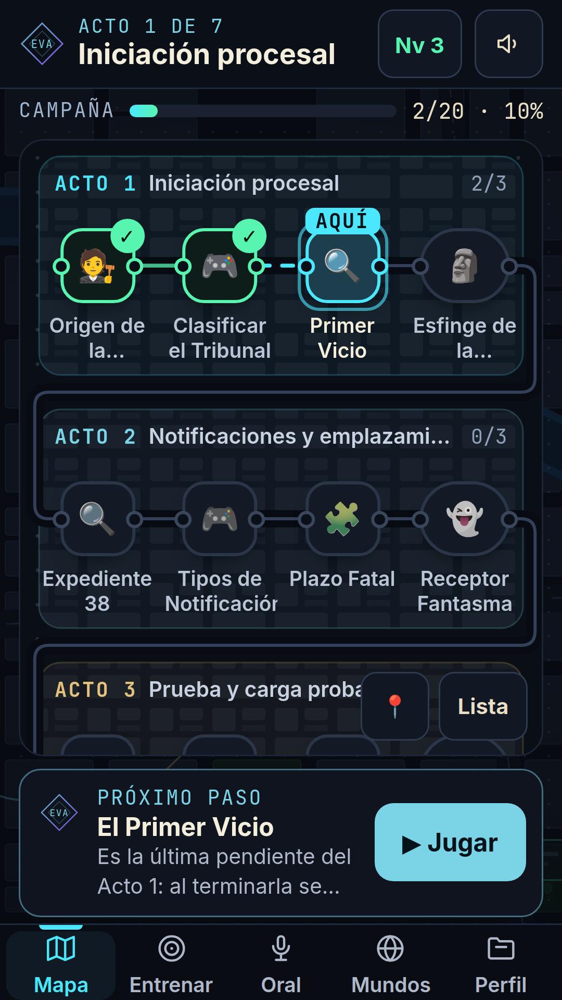 EVA
ACTO 1 DE 7
Iniciación procesal
Nv 3
CAMPAÑA
2/20 · 10%
ACTO 1 Iniciación procesal 2/3
AQUÍ
✓
✓
Origen de
la...
Clasificar
el Tribunal
Primer
Vicio
Esfinge de
la...
ACTO 2 Notificaciones y emplazami... 0/3
Expediente
38
Tipos de
Notificación
Plazo Fatal
Receptor
Fantasma
ACTO 3 Prueba y carga proba
Lista
EVA
PRÓXIMO PASO
El Primer Vicio
Es la última pendiente del
Acto 1: al terminarla se...
▶ Jugar
Mapa
Entrenar
Oral
Mundos
Perfil